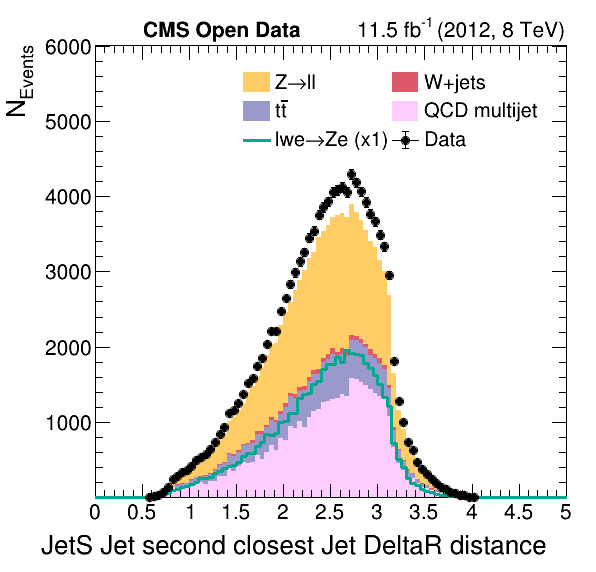 CMS Open Data
11.5 fb⁻¹ (2012, 8 TeV)
N_Events
6000
5000
4000
3000
2000
1000
Z→ll
W+jets
tt̄
QCD multijet
lwe→Ze (x1)
Data
0 0.5 1 1.5 2 2.5 3 3.5 4 4.5 5
JetS Jet second closest Jet DeltaR distance